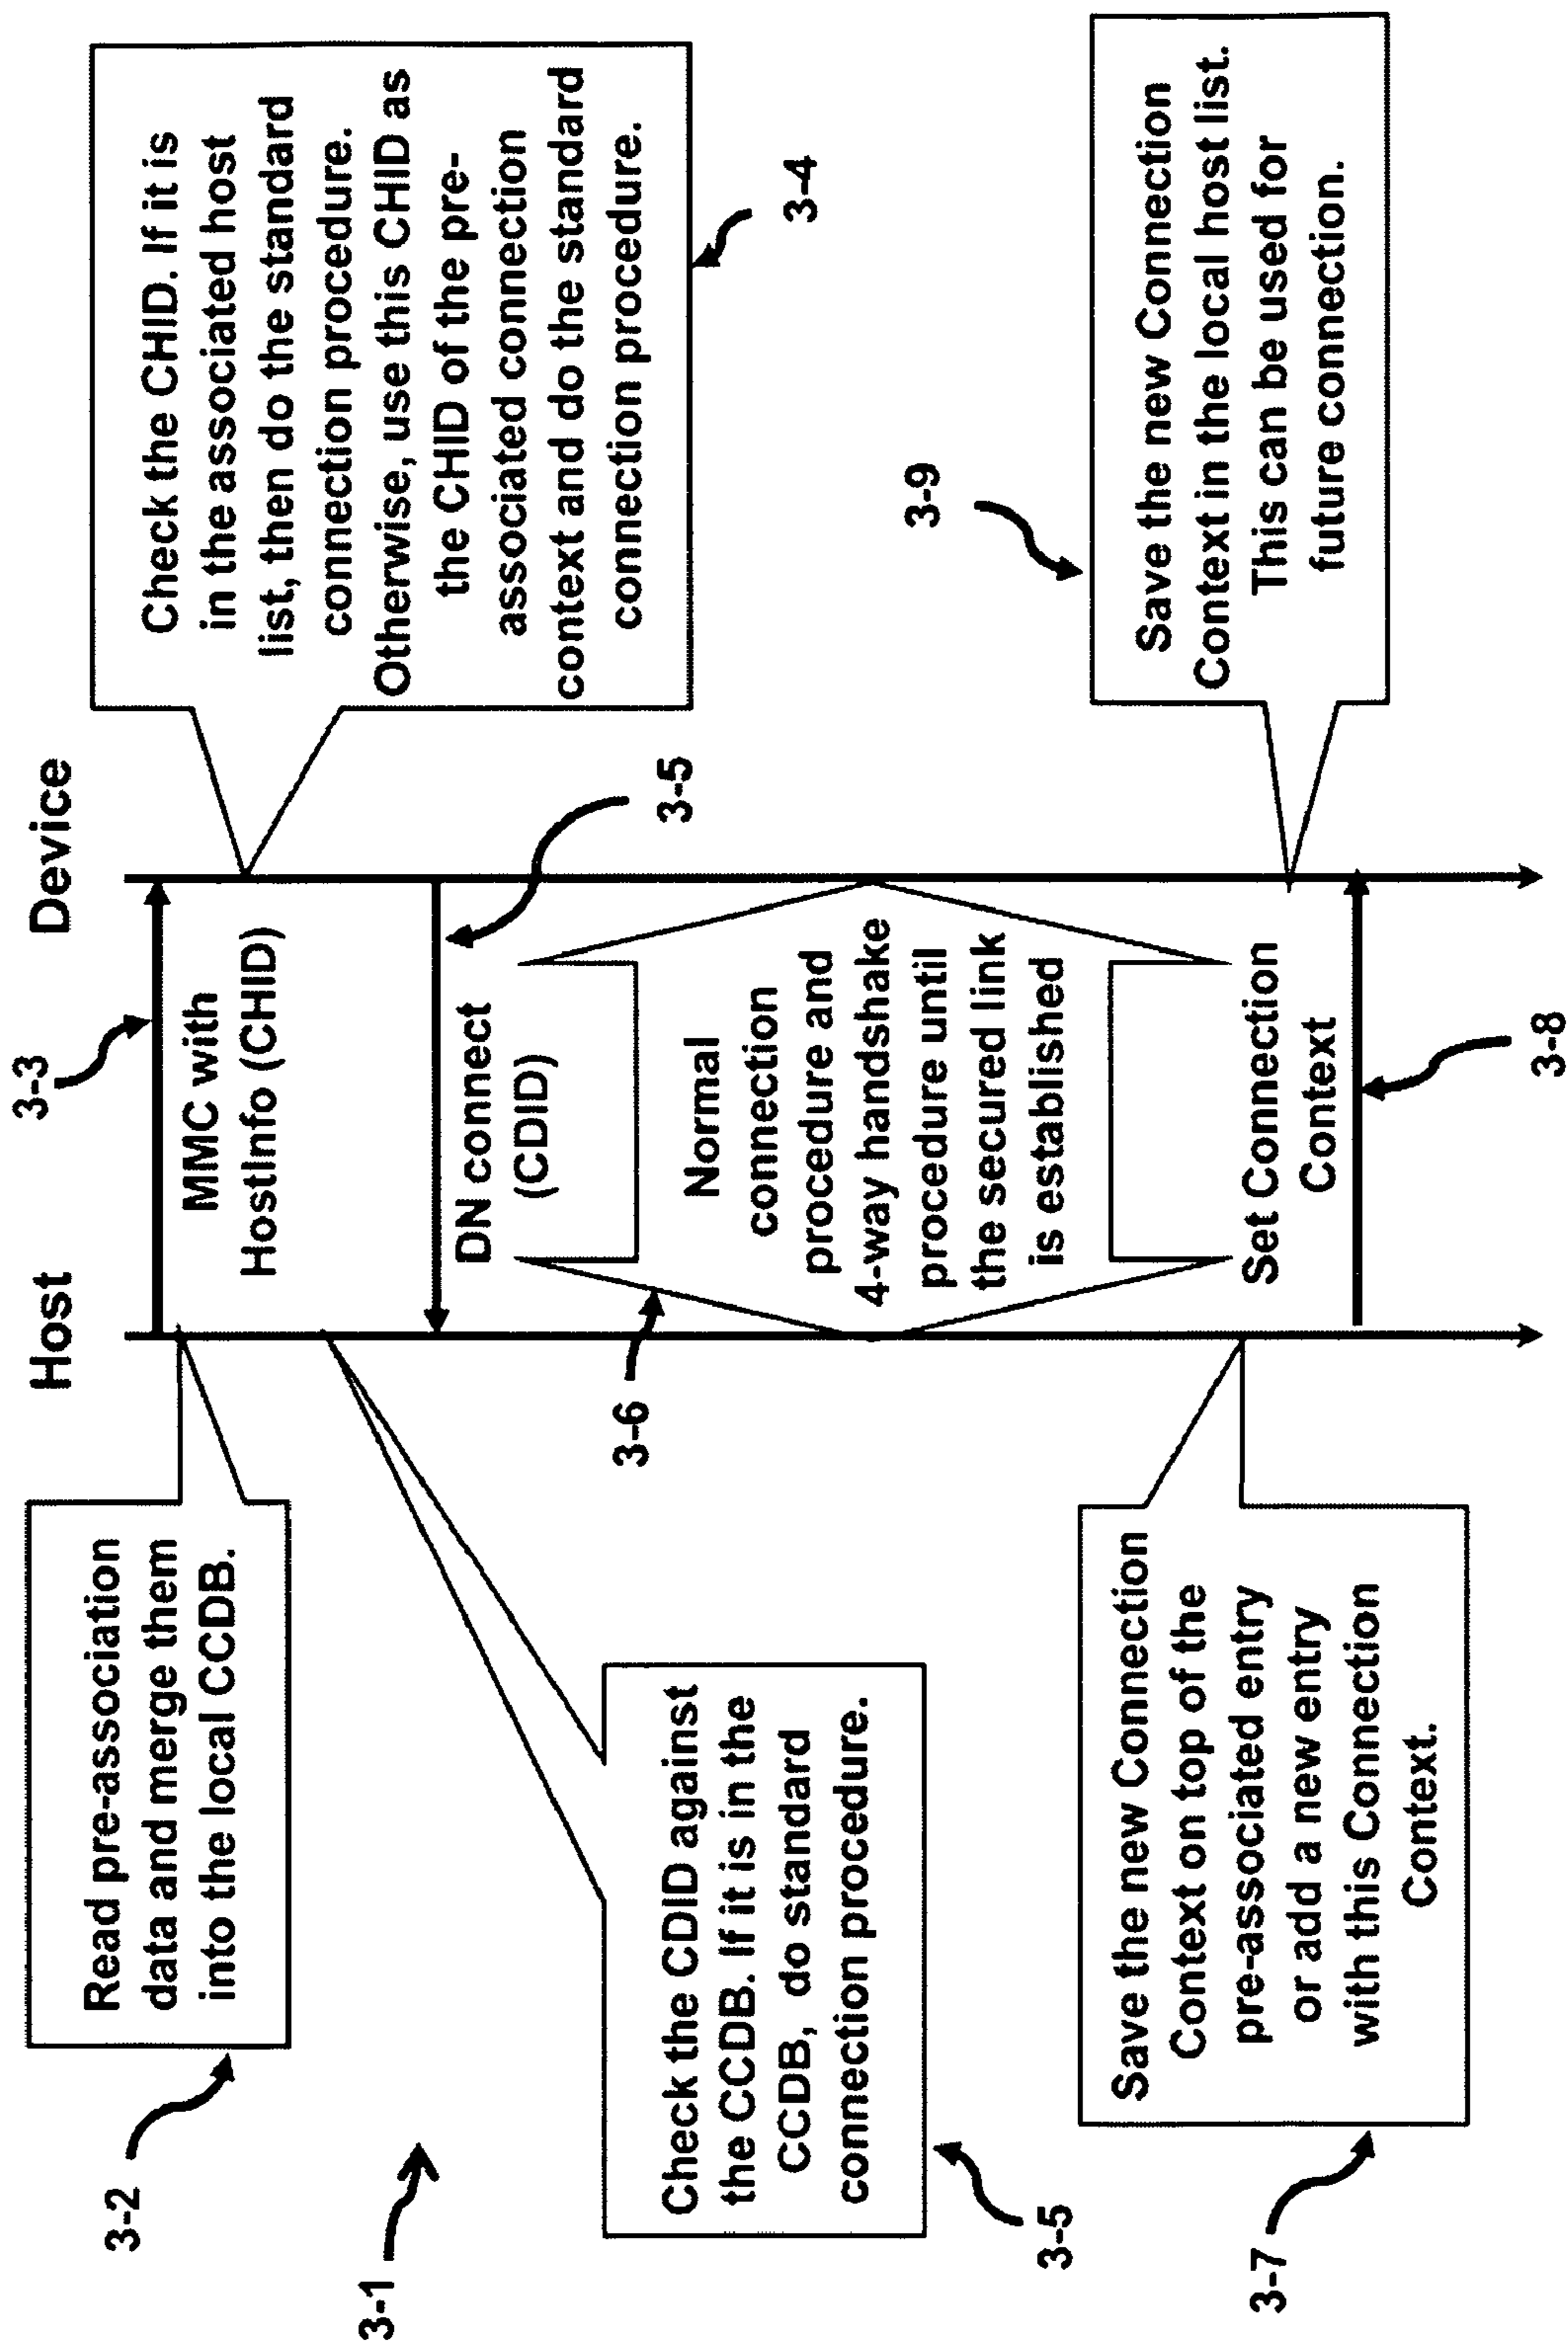 Host
Device
3-3
MMC with
HostInfo (CHID)
Read pre-association
data and merge them
into the local CCDB.
3-2
Check the CHID. If it is
in the associated host
list, then do the standard
connection procedure.
Otherwise, use this CHID as
the CHID of the pre-
associated connection
context and do the standard
connection procedure.
3-4
3-1
DN connect
(CDID)
3-5
Check the CDID against
the CCDB. If it is in the
CCDB, do standard
connection procedure.
3-5
3-6
Normal
connection
procedure and
4-way handshake
procedure until
the secured link
is established
Save the new Connection
Context on top of the
pre-associated entry
or add a new entry
with this Connection
Context.
3-7
Set Connection
Context
3-8
3-9
Save the new Connection
Context in the local host list.
This can be used for
future connection.